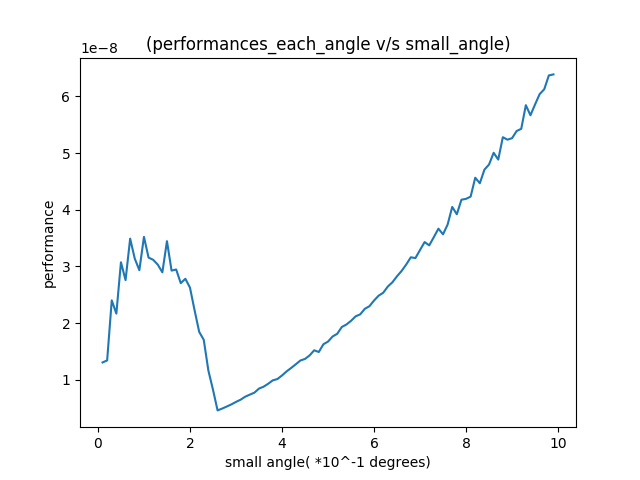 (performances_each_angle v/s small_angle)
1e−8
6
5
4
3
2
1
performance
0 2 4 6 8 10
small angle( *10^-1 degrees)